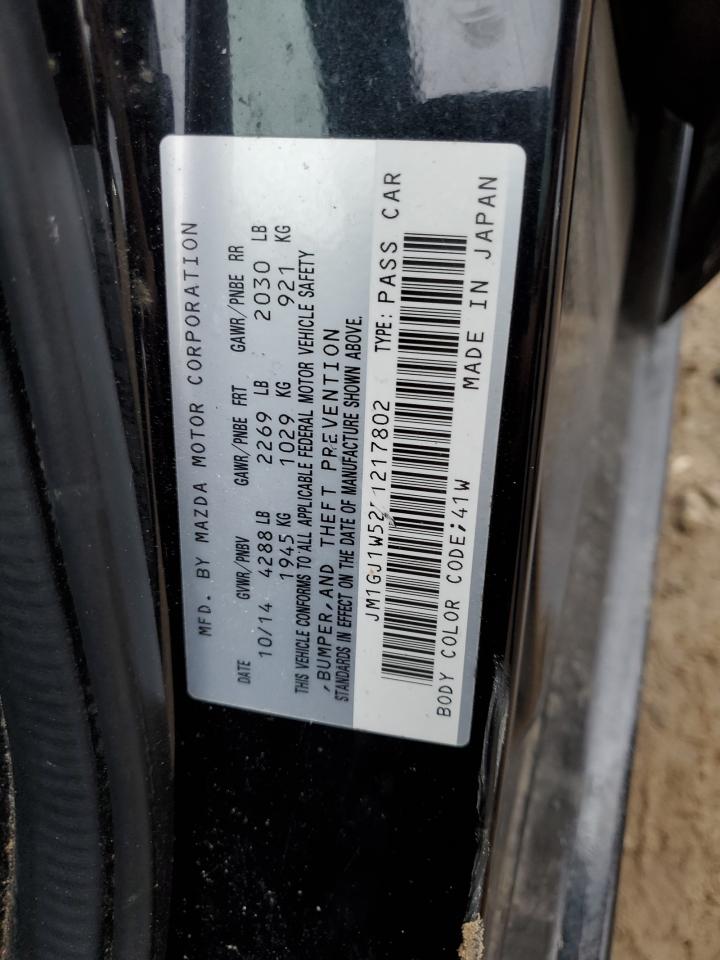 MFD. BY MAZDA MOTOR CORPORATION
DATE GVWR/PNBV GAWR/PNBE FRT GAWR/PNBE RR
10/14 4288 LB 2269 LB 2030 LB
1945 KG 1029 KG 921 KG
THIS VEHICLE CONFORMS TO ALL APPLICABLE FEDERAL MOTOR VEHICLE SAFETY
,BUMPER,AND THEFT PREVENTION
STANDARDS IN EFFECT ON THE DATE OF MANUFACTURE SHOWN ABOVE.
JM1GJ1W52 1217802 TYPE: PASS CAR
BODY COLOR CODE;41W MADE IN JAPAN